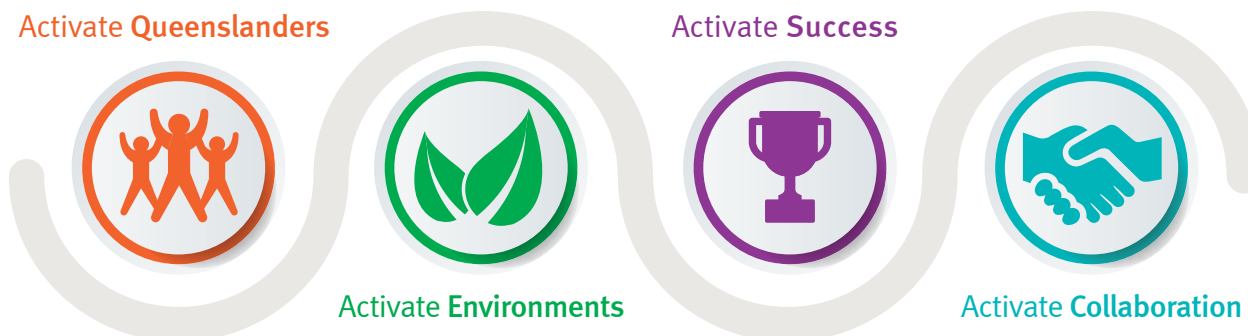 Activate Queenslanders
Activate Environments
Activate Success
Activate Collaboration